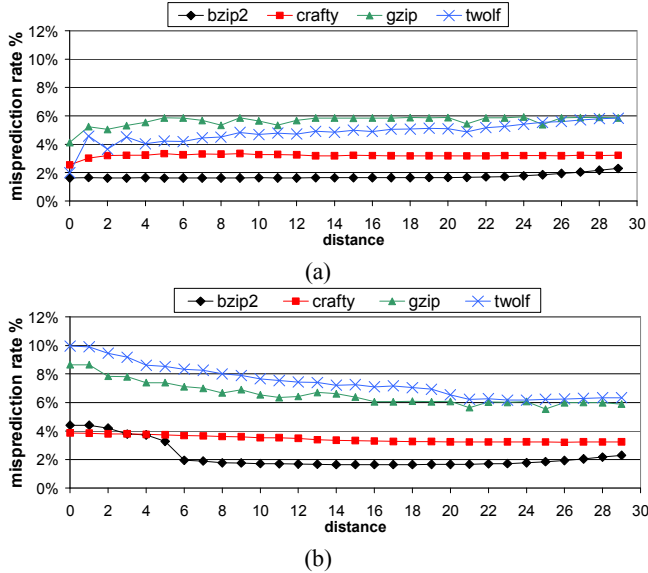 bzip2 crafty gzip twolf
12%
10%
8%
6%
4%
2%
0%
misprediction rate %
0 2 4 6 8 10 12 14 16 18 20 22 24 26 28 30
distance
(a)
bzip2 crafty gzip twolf
12%
10%
8%
6%
4%
2%
0%
misprediction rate %
0 2 4 6 8 10 12 14 16 18 20 22 24 26 28 30
distance
(b)